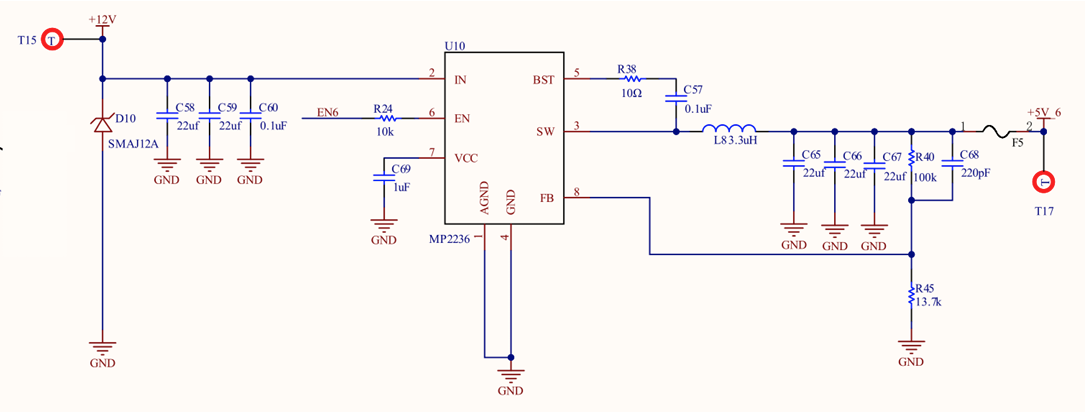 +12V
T15
T
U10
2
IN
BST
5
R38
10Ω
C57
0.1uF
C58
22uf
C59
22uf
C60
0.1uF
D10
SMAJ12A
EN6
R24
10k
6
EN
SW
3
L8 3.3uH
1
2
F5
+5V_6
T
T17
7
VCC
C69
1uF
GND
GND
GND
GND
AGND
GND
FB
8
MP2236
1
4
C65
22uf
C66
22uf
C67
22uf
R40
100k
C68
220pF
GND
GND
GND
R45
13.7k
GND
GND
GND